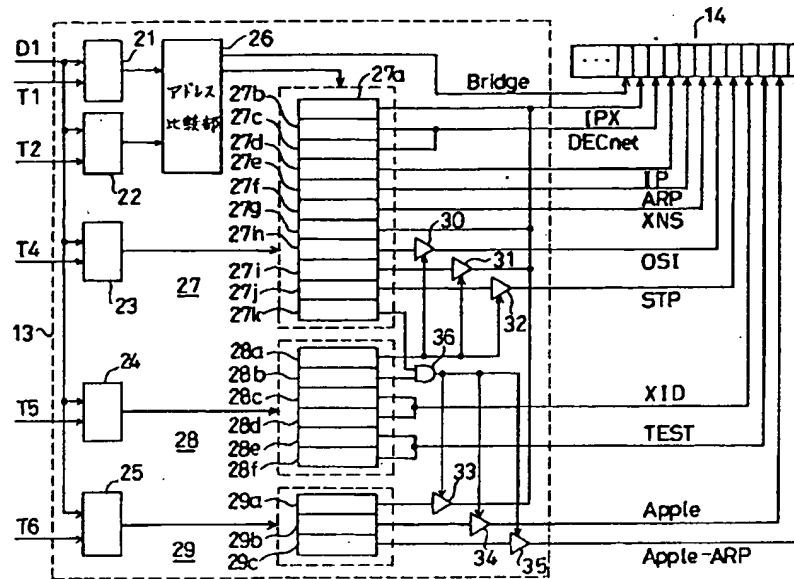 14
D1
21
26
T1
アドレス
比較部
27a
Bridge
27b
27c
27d
27e
27f
27g
27h
27i
27j
27k
IPX
DECnet
IP
ARP
XNS
OSI
STP
T2
22
30
31
32
T4
23
27
13
24
T5
28
28a
28b
28c
28d
28e
28f
36
XID
TEST
25
T6
29
29a
29b
29c
33
34
35
Apple
Apple-ARP